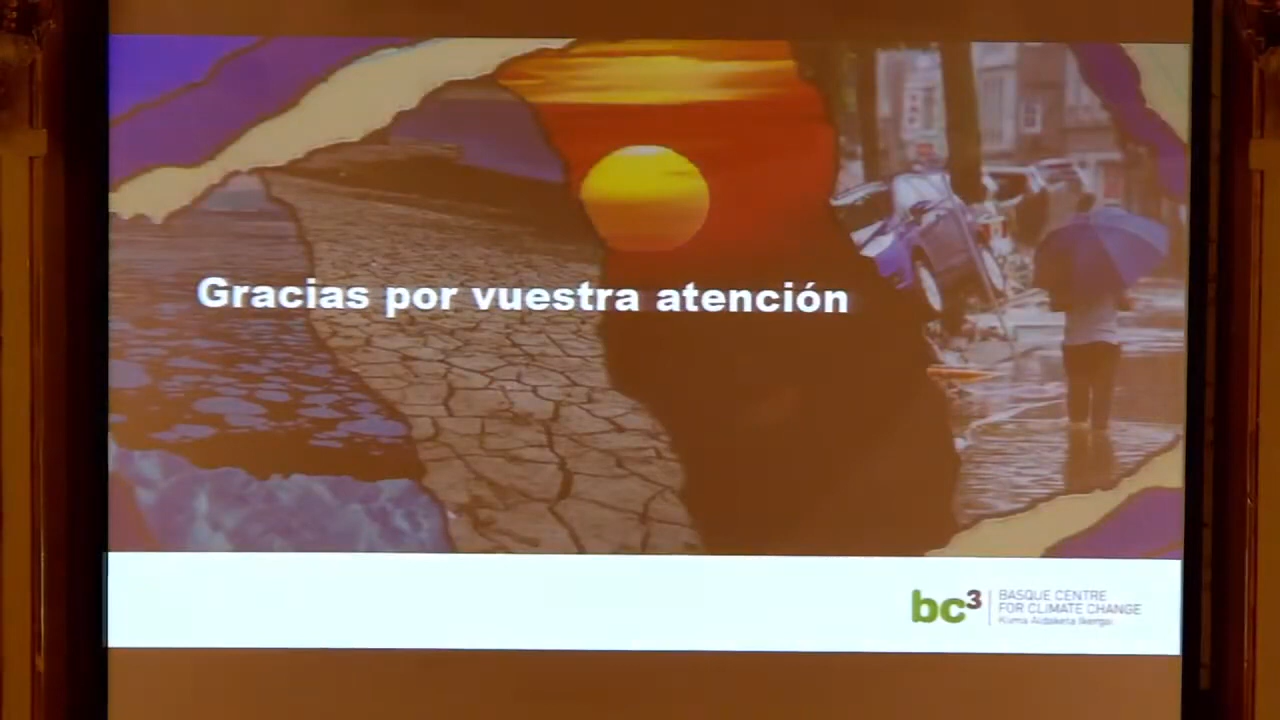 Gracias por vuestra atención
bc³
BASQUE CENTRE
FOR CLIMATE CHANGE
Klima Aldaketa Ikergai